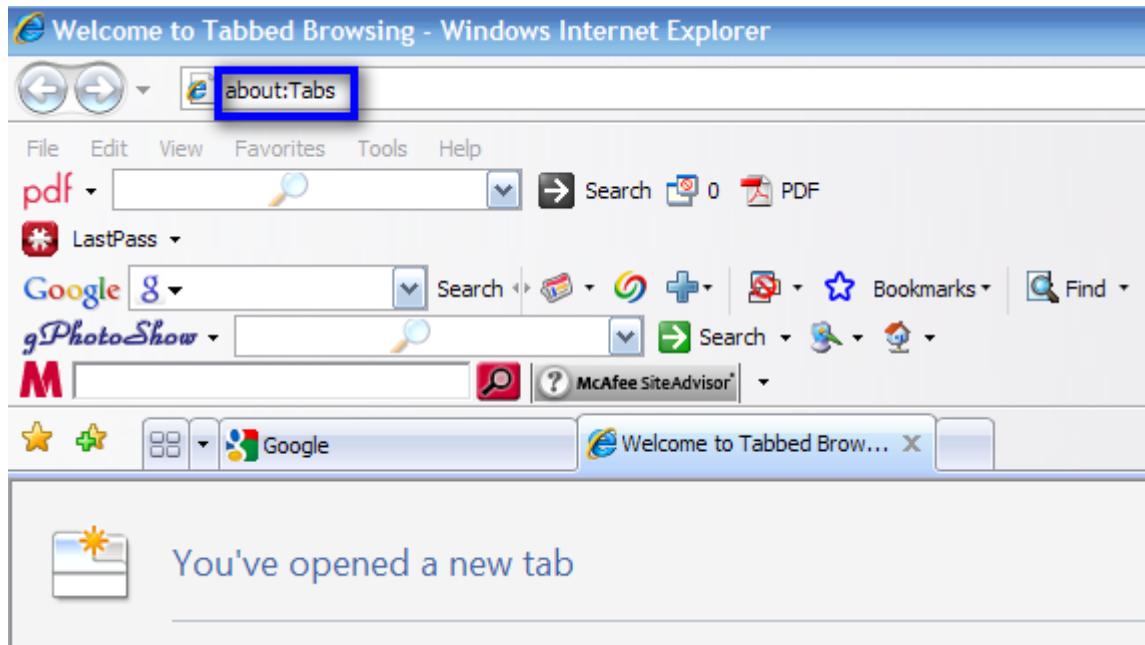 Welcome to Tabbed Browsing - Windows Internet Explorer
about:Tabs
File Edit View Favorites Tools Help
pdf Search 0 PDF
LastPass
Google g Search Bookmarks Find
gPhotoShow Search
M McAfee SiteAdvisor
Google Welcome to Tabbed Brow... X
You've opened a new tab